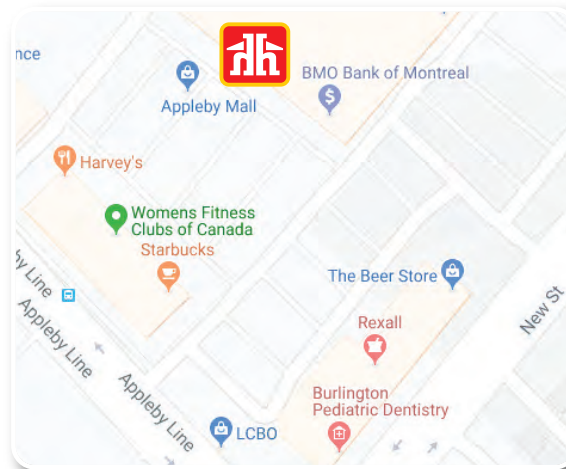 nce
BMO Bank of Montreal
$
Appleby Mall
Harvey's
Womens Fitness
Clubs of Canada
Starbucks
The Beer Store
by Line
New St
Rexall
Appleby Line
Appleby Line
Burlington
Pediatric Dentistry
LCBO